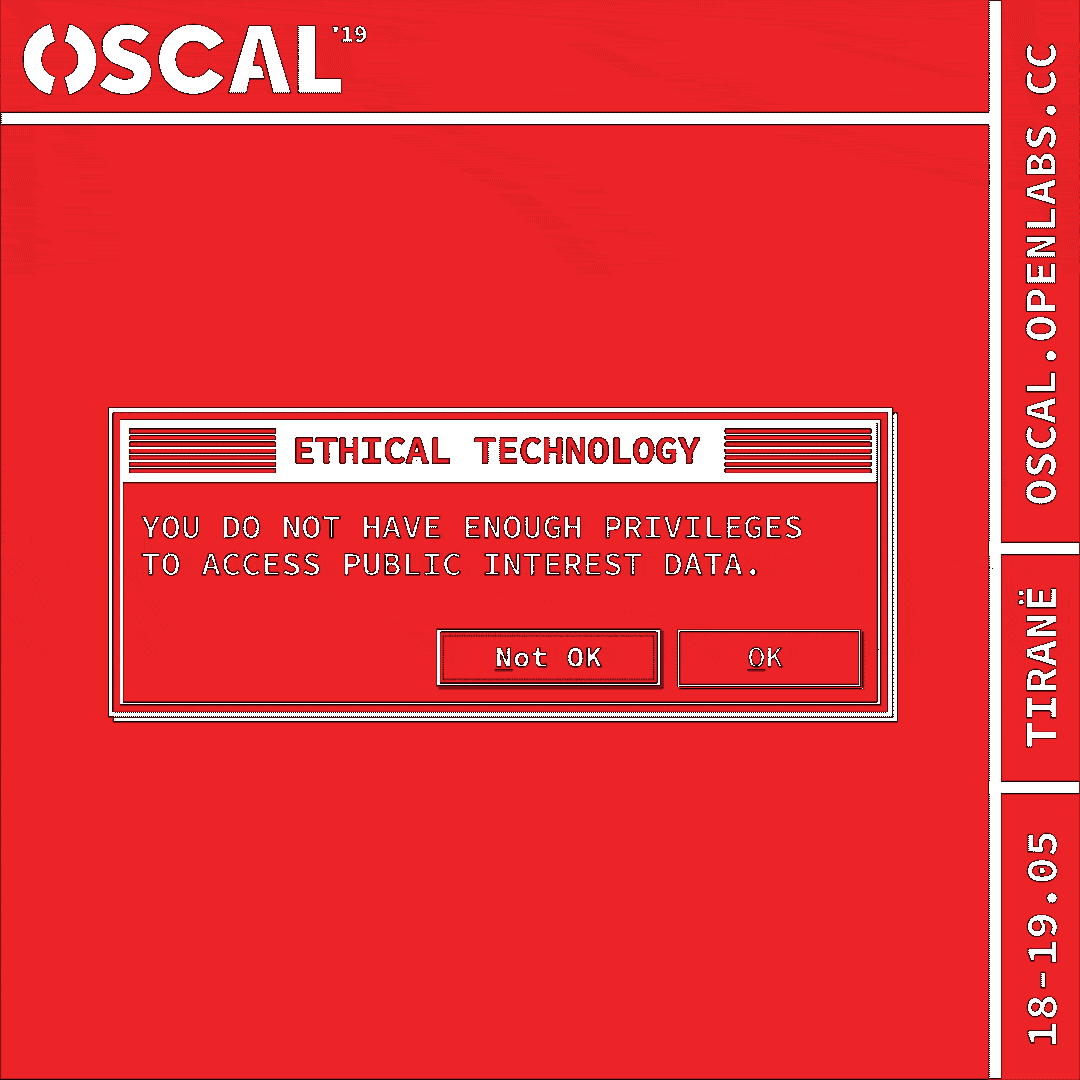 OSCAL '19
ETHICAL TECHNOLOGY
YOU DO NOT HAVE ENOUGH PRIVILEGES
TO ACCESS PUBLIC INTEREST DATA.
Not OK
OK
OSCAL.OPENLABS.CC
TIRANË
18-19.05